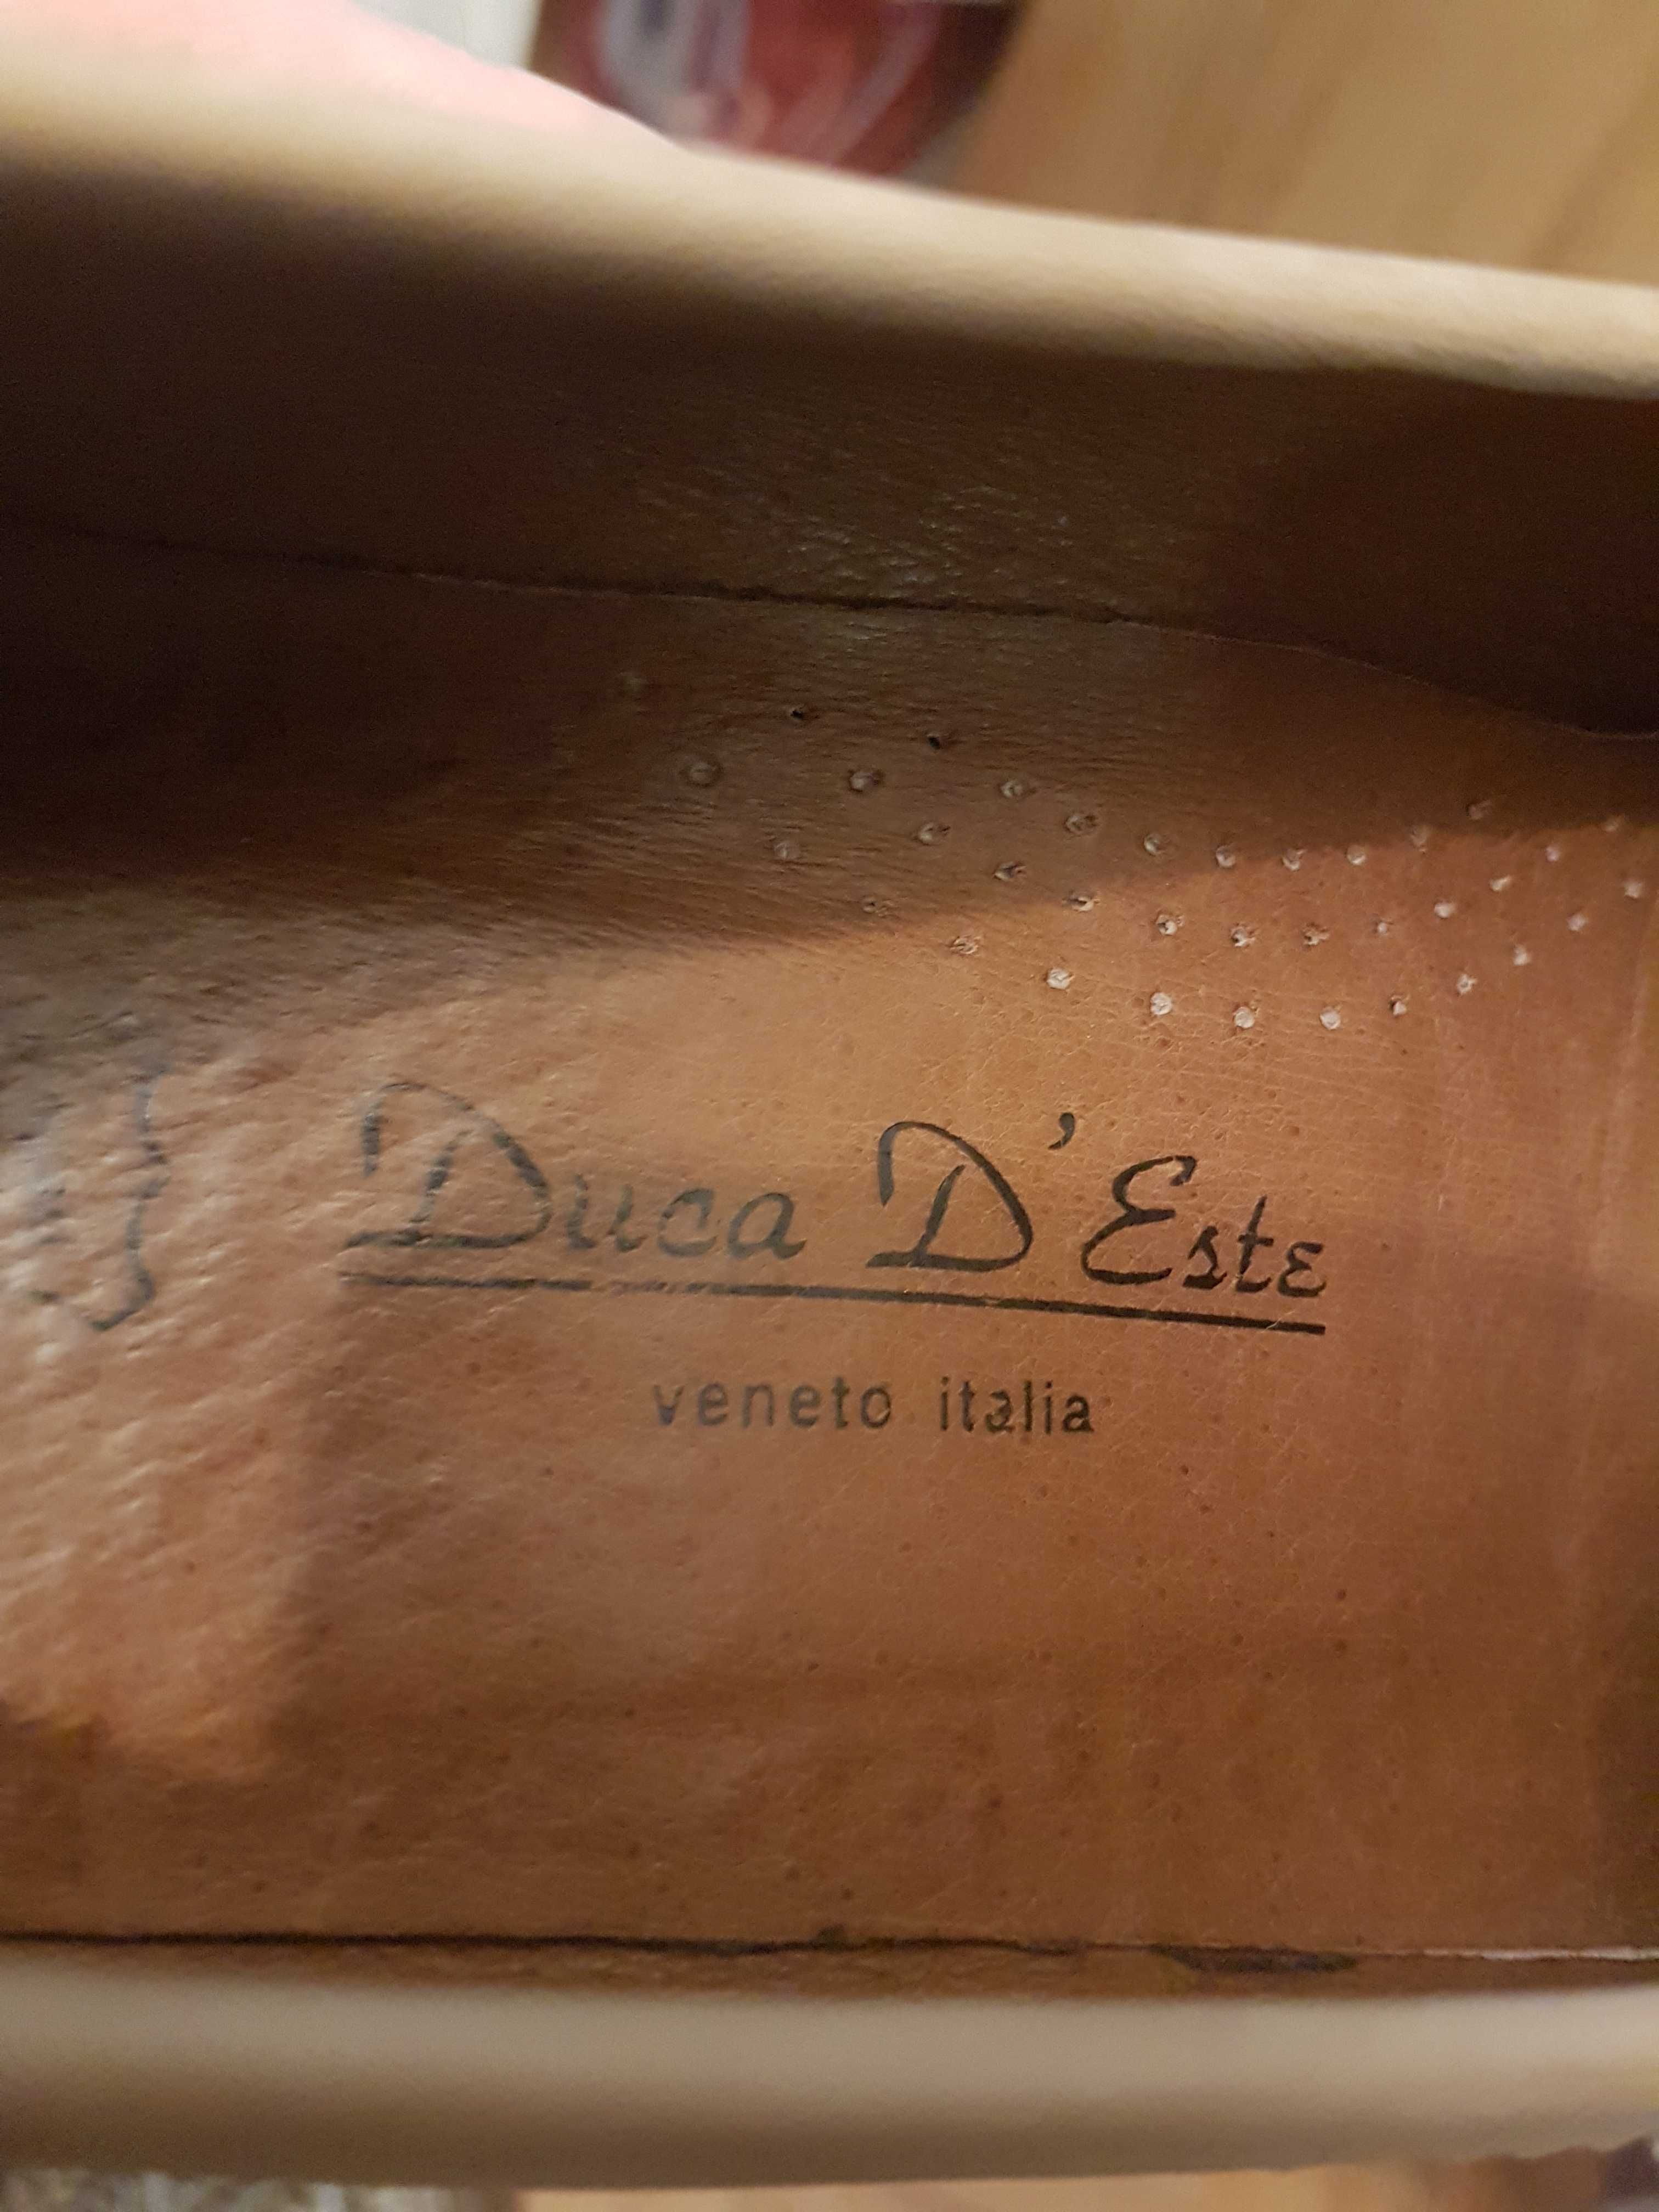 Duca D'Este
veneto italia